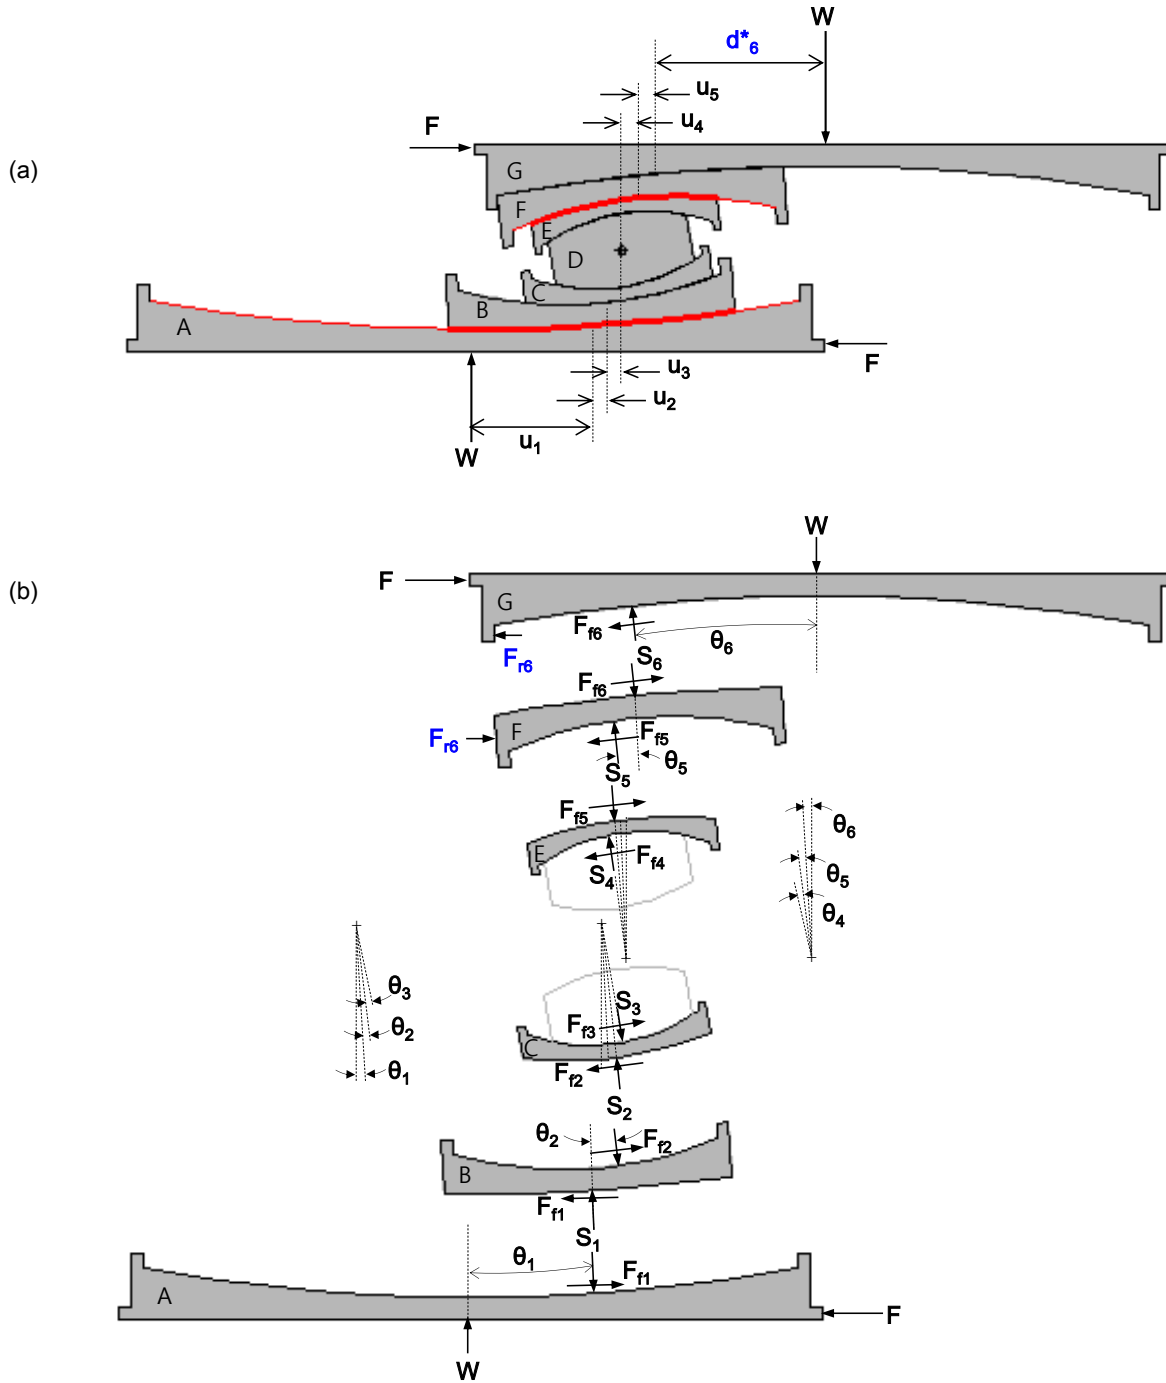 W
d*6
u5
u4
F
(a)
G
F
E
D
C
B
A
u3
F
u2
u1
W
(b)
W
F
G
Ff6
θ6
Fr6
S6
Ff6
F
Fr6
Ff5
θ5
S5
Ff5
θ6
E
Ff4
S4
θ5
θ4
θ3
S3
Ff3
θ2
C
Ff2
θ1
S2
θ2
Ff2
B
Ff1
S1
θ1
Ff1
A
F
W